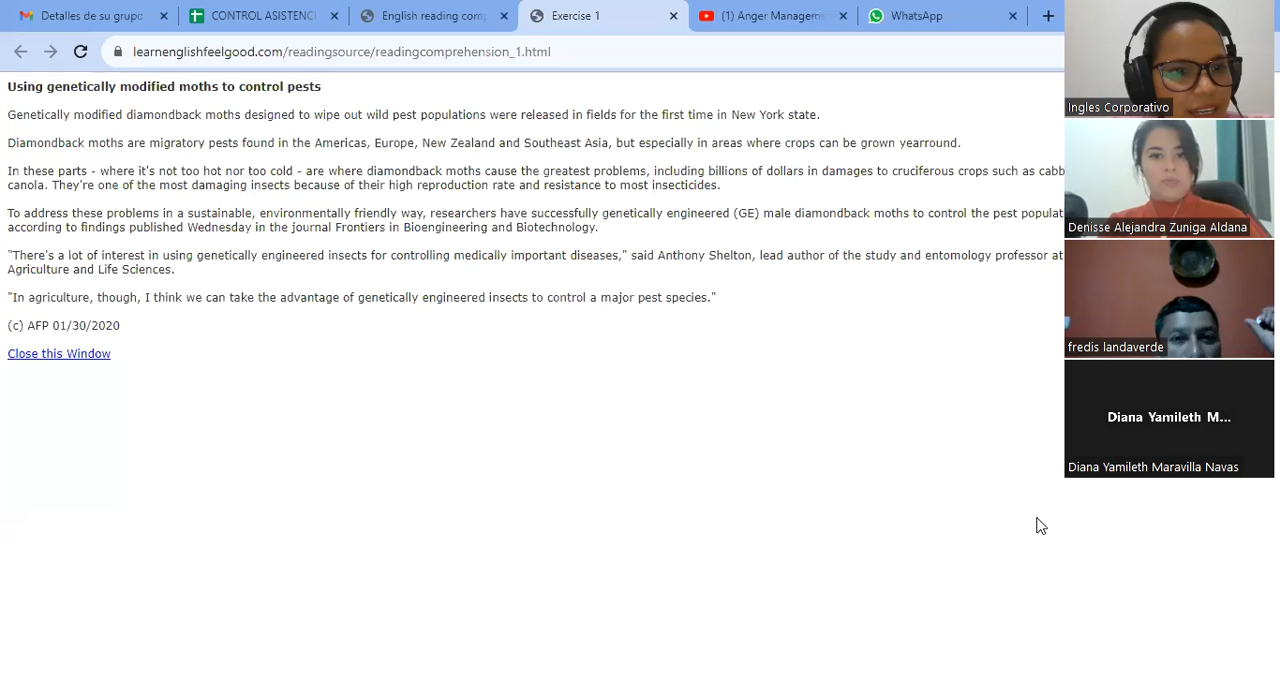 Detalles de su grupo
CONTROL ASISTENCI
English reading comp
Exercise 1
(1) Anger Managemen
WhatsApp
learnenglishfeelgood.com/readingsource/readingcomprehension_1.html
Using genetically modified moths to control pests
Genetically modified diamondback moths designed to wipe out wild pest populations were released in fields for the first time in New York state.
Diamondback moths are migratory pests found in the Americas, Europe, New Zealand and Southeast Asia, but especially in areas where crops can be grown yearround.
In these parts - where it's not too hot nor too cold - are where diamondback moths cause the greatest problems, including billions of dollars in damages to cruciferous crops such as cabb
canola. They're one of the most damaging insects because of their high reproduction rate and resistance to most insecticides.
To address these problems in a sustainable, environmentally friendly way, researchers have successfully genetically engineered (GE) male diamondback moths to control the pest populat
according to findings published Wednesday in the journal Frontiers in Bioengineering and Biotechnology.
"There's a lot of interest in using genetically engineered insects for controlling medically important diseases," said Anthony Shelton, lead author of the study and entomology professor at
Agriculture and Life Sciences.
"In agriculture, though, I think we can take the advantage of genetically engineered insects to control a major pest species."
(c) AFP 01/30/2020
Close this Window
Ingles Corporativo
Denisse Alejandra Zuniga Aldana
fredis landaverde
Diana Yamileth M...
Diana Yamileth Maravilla Navas